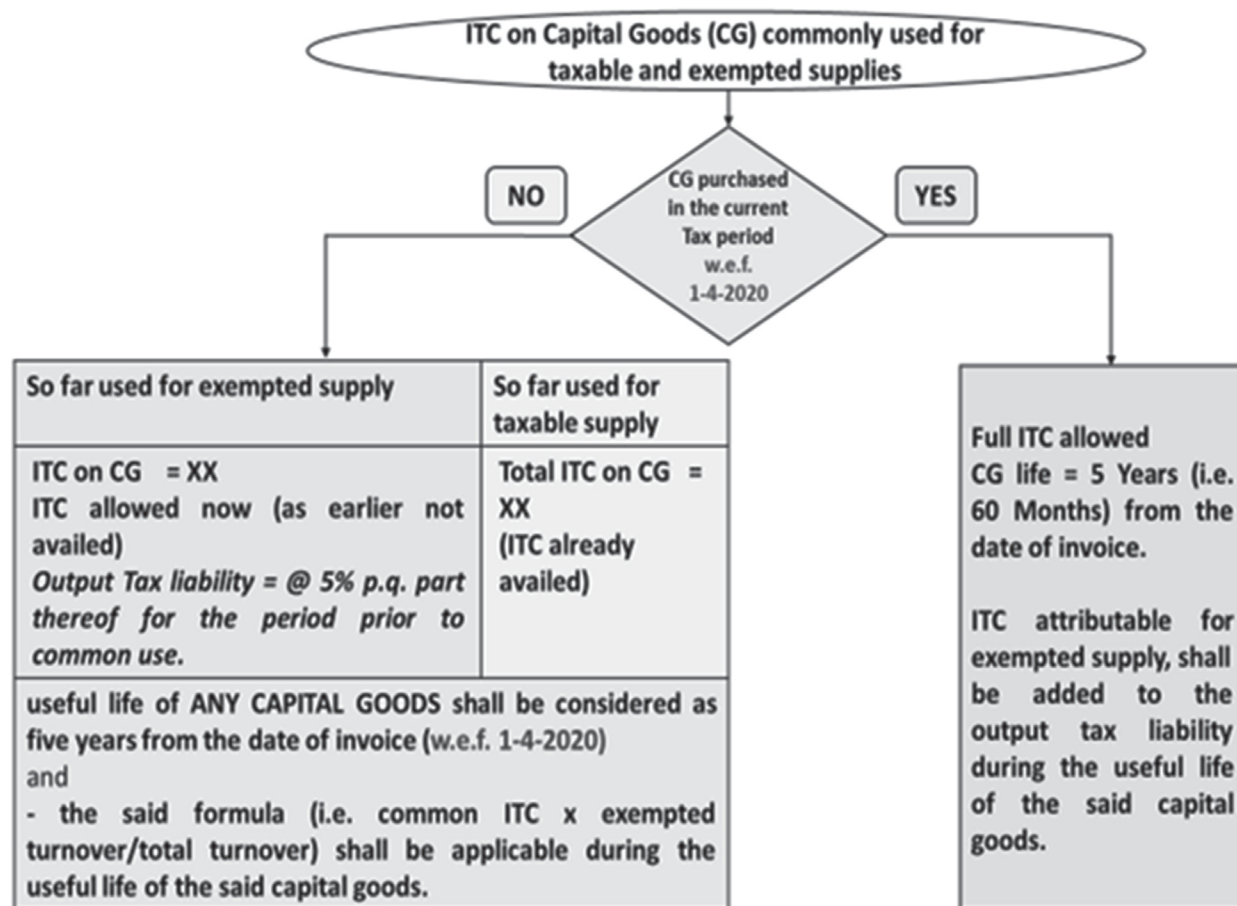 ITC on Capital Goods (CG) commonly used for
taxable and exempted supplies
CG purchased
in the current
Tax period
w.e.f.
1-4-2020
NO
YES
So far used for exempted supply
So far used for
taxable supply
ITC on CG = XX
ITC allowed now (as earlier not
availed)
Output Tax liability = @ 5% p.q. part
thereof for the period prior to
common use.
Total ITC on CG =
XX
(ITC already
availed)
useful life of ANY CAPITAL GOODS shall be considered as
five years from the date of invoice (w.e.f. 1-4-2020)
and
- the said formula (i.e. common ITC x exempted
turnover/total turnover) shall be applicable during the
useful life of the said capital goods.
Full ITC allowed
CG life = 5 Years (i.e.
60 Months) from the
date of invoice.
ITC attributable for
exempted supply, shall
be added to the
output tax liability
during the useful life
of the said capital
goods.